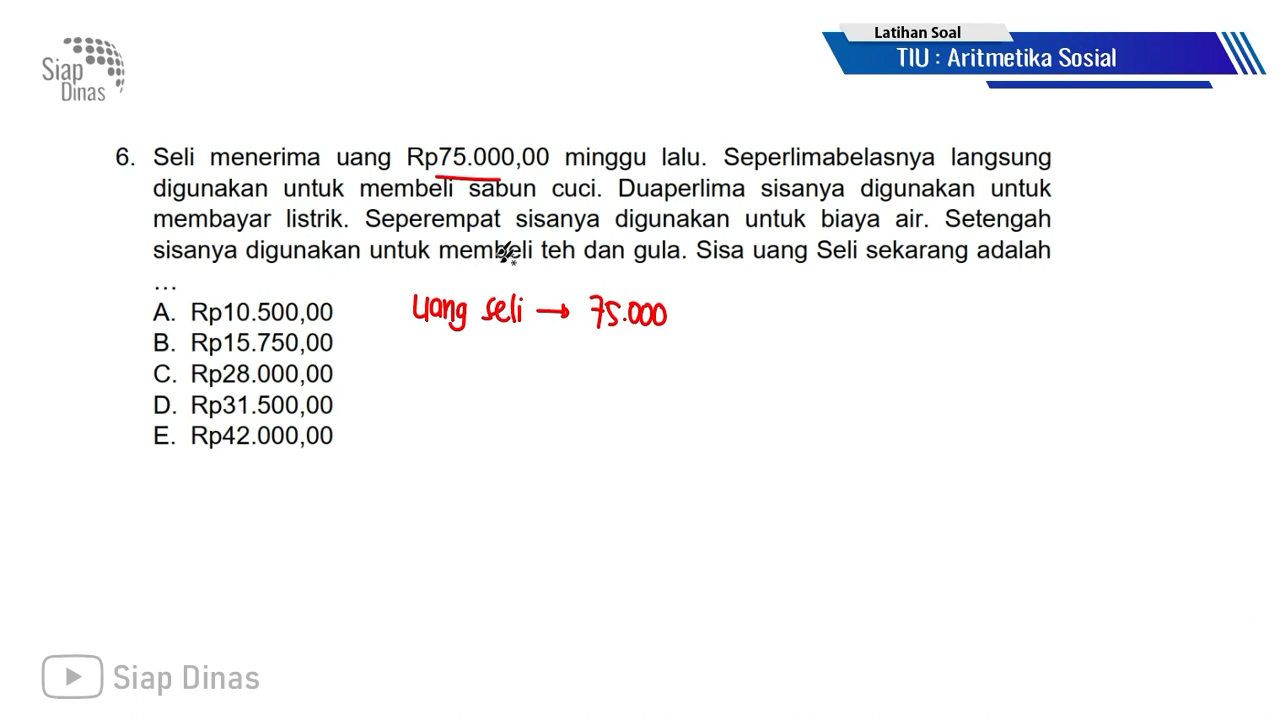 Siap
Dinas
Latihan Soal
TIU : Aritmetika Sosial
6. Seli menerima uang Rp75.000,00 minggu lalu. Seperlimabelasnya langsung
digunakan untuk membeli sabun cuci. Duaperlima sisanya digunakan untuk
membayar listrik. Seperempat sisanya digunakan untuk biaya air. Setengah
sisanya digunakan untuk membeli teh dan gula. Sisa uang Seli sekarang adalah
...
A. Rp10.500,00
B. Rp15.750,00
C. Rp28.000,00
D. Rp31.500,00
E. Rp42.000,00
Uang seli → 75.000
Siap Dinas